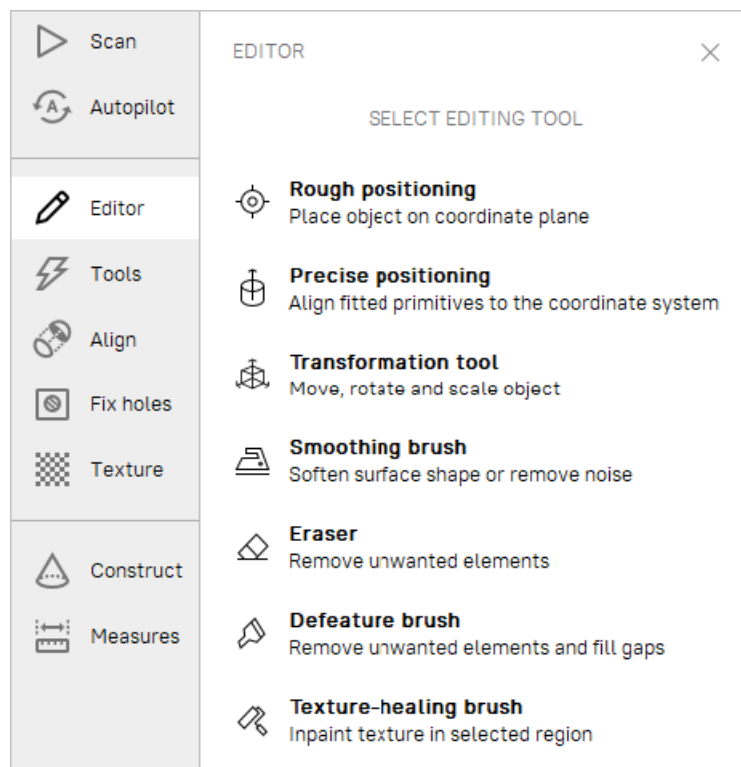 Scan
Autopilot
Editor
Tools
Align
Fix holes
Texture
Construct
Measures
EDITOR
SELECT EDITING TOOL
Rough positioning
Place object on coordinate plane
Precise positioning
Align fitted primitives to the coordinate system
Transformation tool
Move, rotate and scale object
Smoothing brush
Soften surface shape or remove noise
Eraser
Remove unwanted elements
Defeature brush
Remove unwanted elements and fill gaps
Texture-healing brush
Inpaint texture in selected region